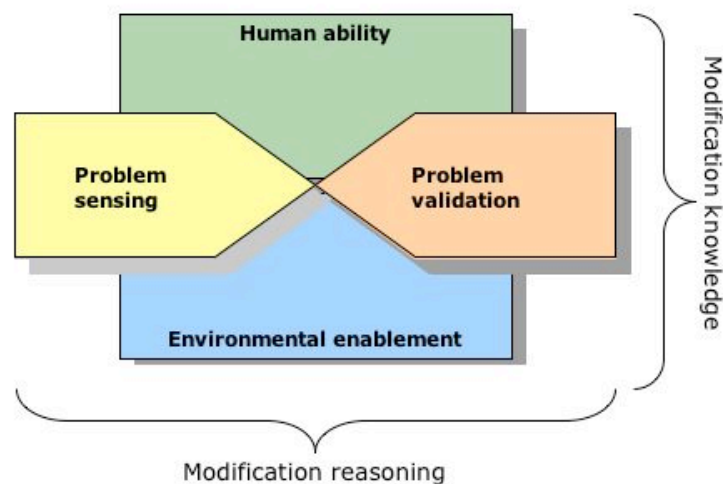 Human ability
Problem
sensing
Problem
validation
Environmental enablement
Modification knowledge
Modification reasoning